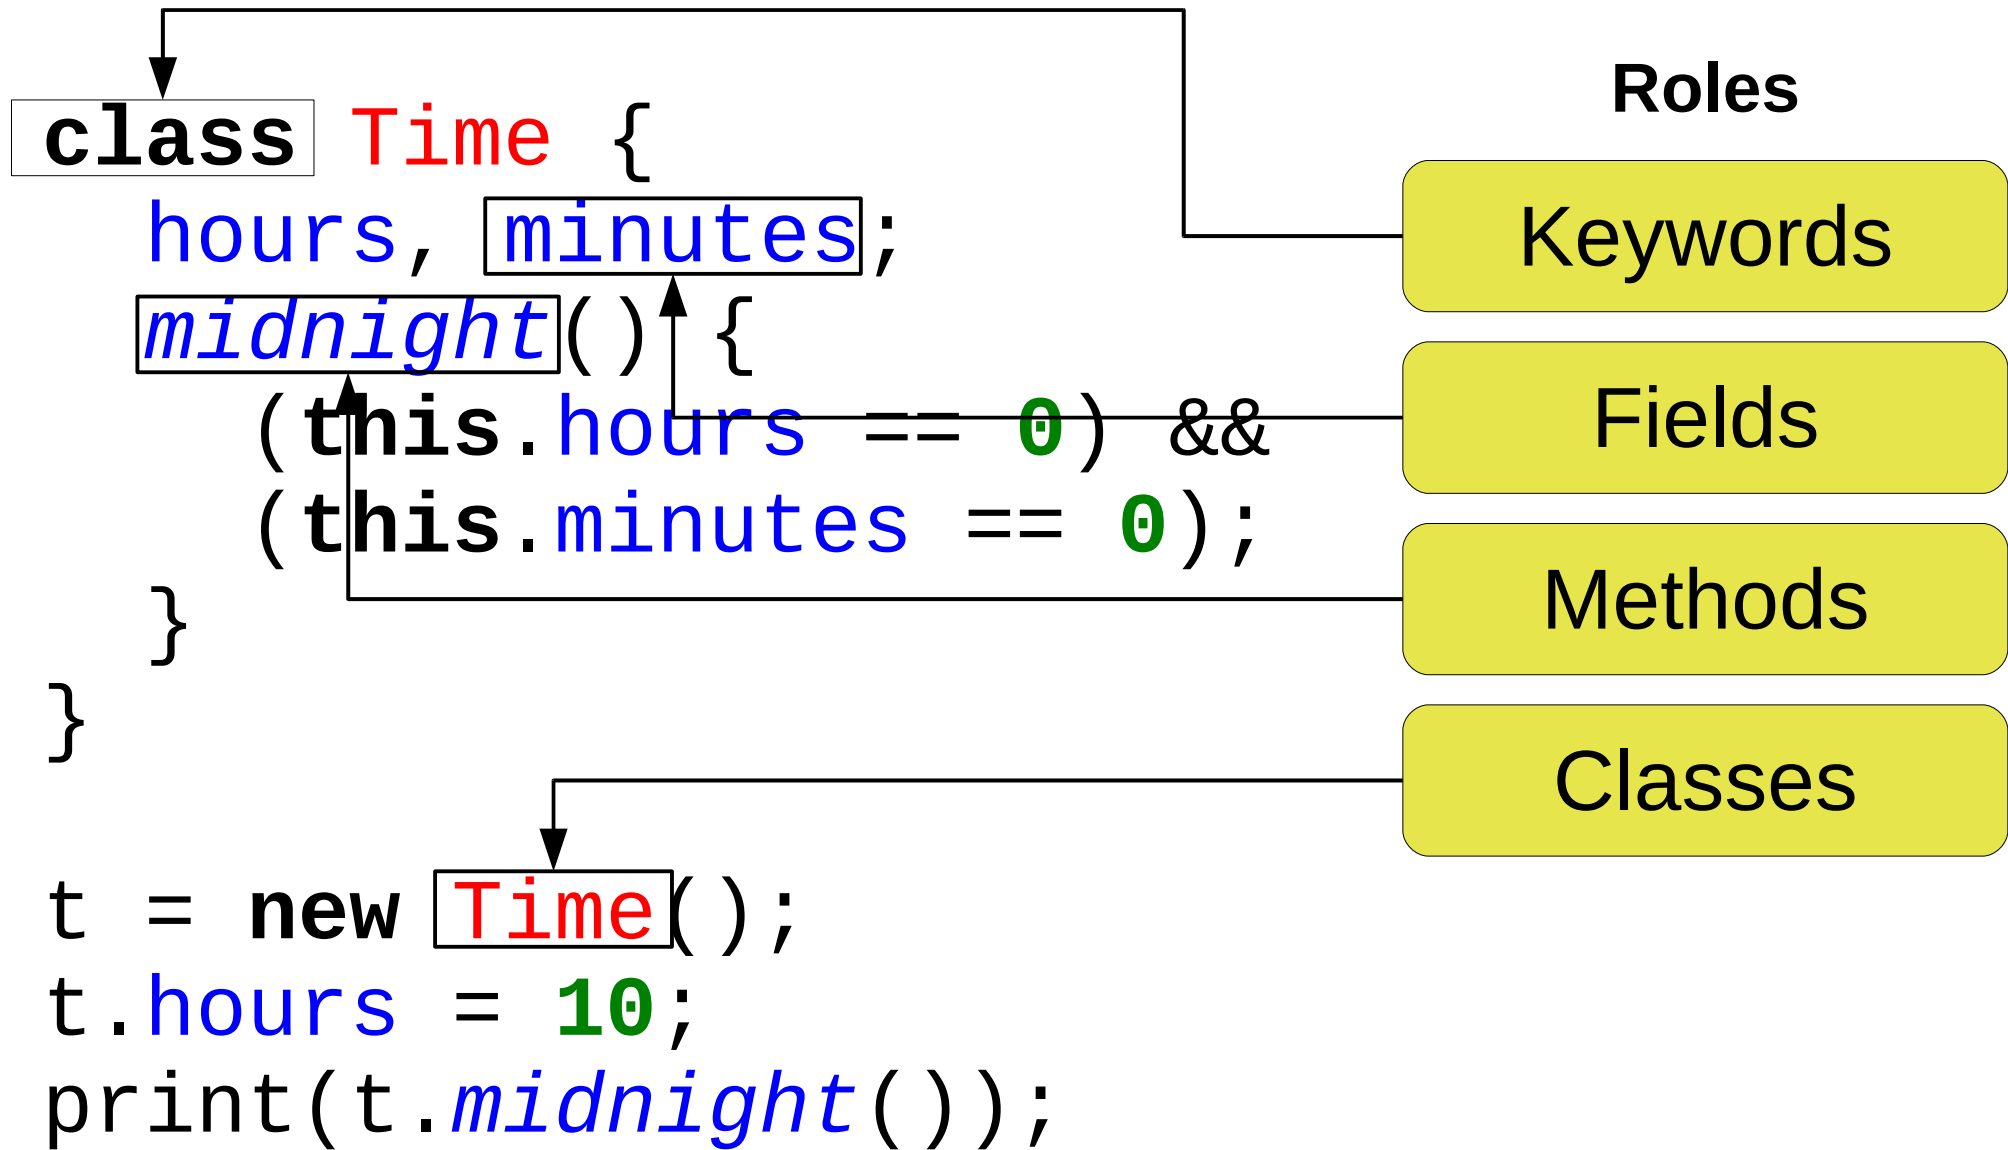 class Time {
hours, minutes;
midnight() {
(this.hours == 0) &&
(this.minutes == 0);
}
}
t = new Time();
t.hours = 10;
print(t.midnight());
Roles
Keywords
Fields
Methods
Classes